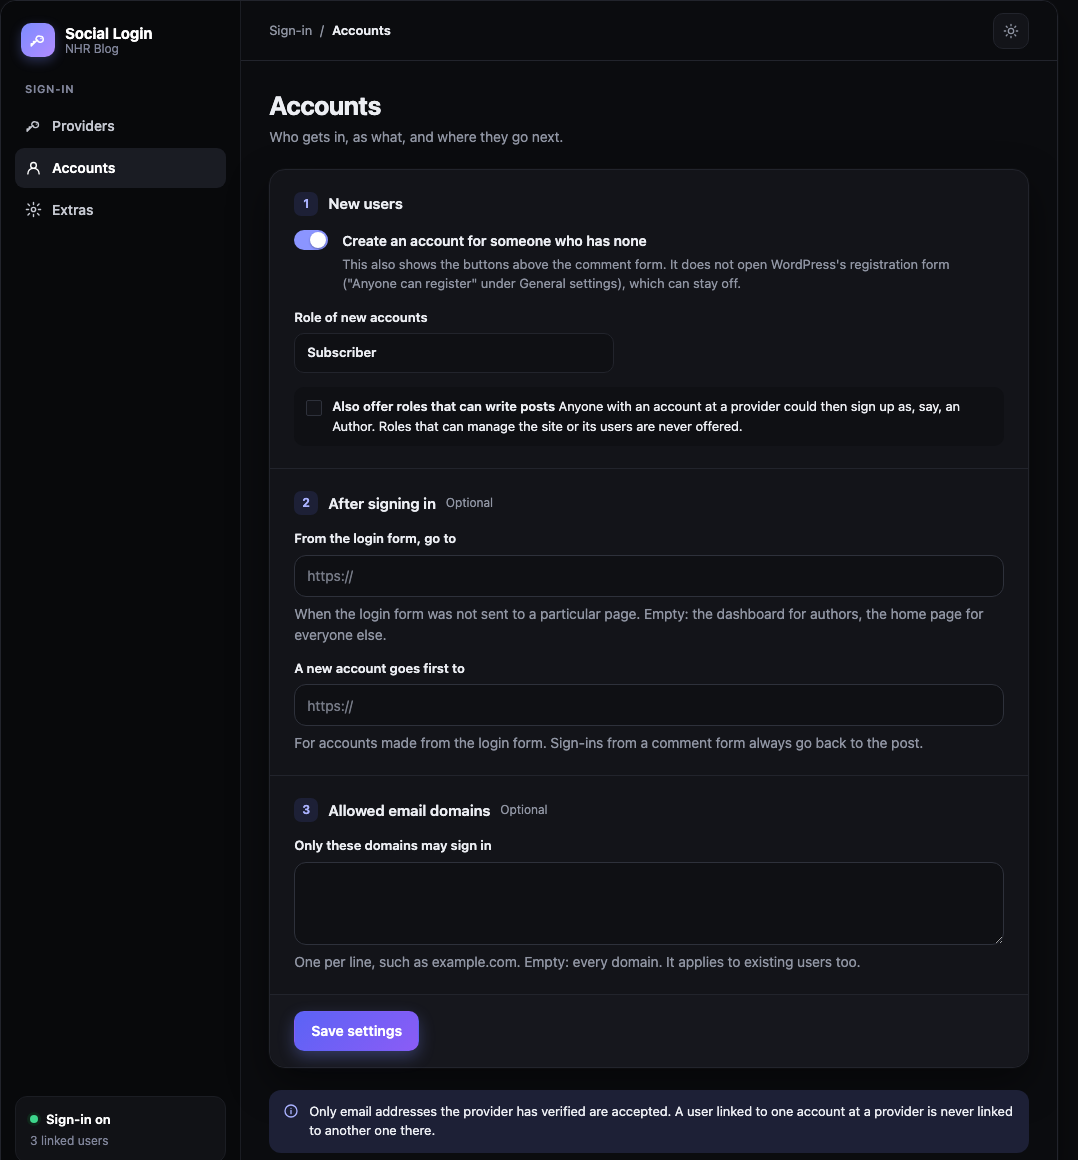 Social Login
NHR Blog
SIGN-IN
Providers
Accounts
Extras
Sign-in on
3 linked users
Sign-in / Accounts
Accounts
Who gets in, as what, and where they go next.
1 New users
Create an account for someone who has none
This also shows the buttons above the comment form. It does not open WordPress's registration form
("Anyone can register" under General settings), which can stay off.
Role of new accounts
Subscriber
Also offer roles that can write posts Anyone with an account at a provider could then sign up as, say, an
Author. Roles that can manage the site or its users are never offered.
2 After signing in Optional
From the login form, go to
https://
When the login form was not sent to a particular page. Empty: the dashboard for authors, the home page for
everyone else.
A new account goes first to
https://
For accounts made from the login form. Sign-ins from a comment form always go back to the post.
3 Allowed email domains Optional
Only these domains may sign in
One per line, such as example.com. Empty: every domain. It applies to existing users too.
Save settings
Only email addresses the provider has verified are accepted. A user linked to one account at a provider is never linked
to another one there.